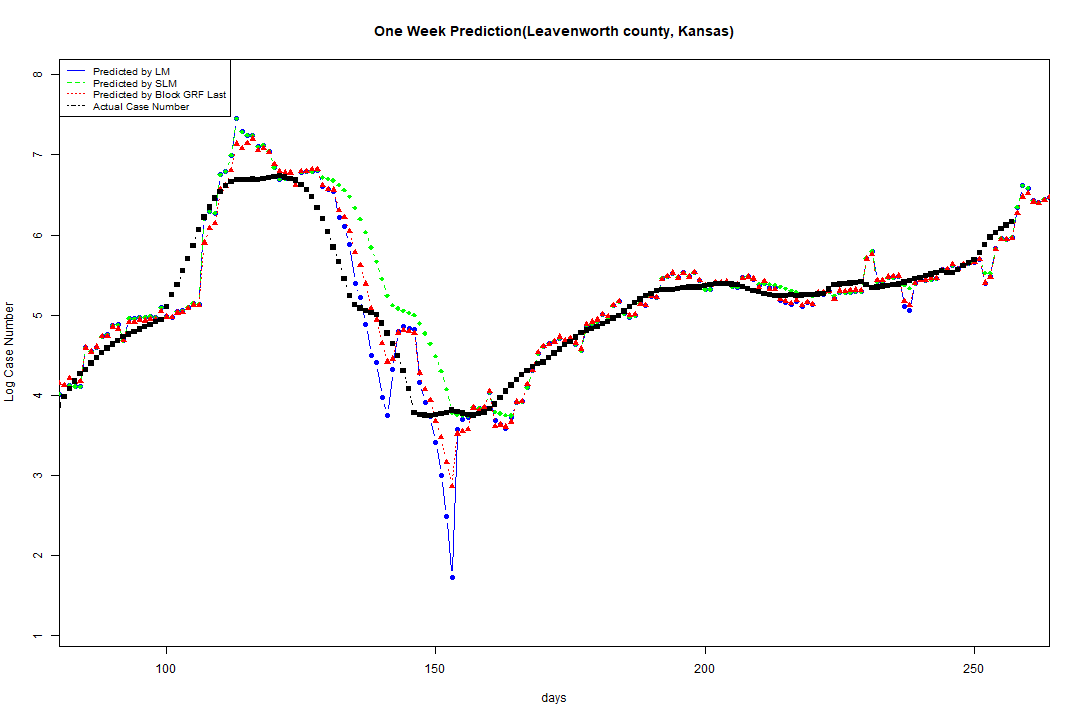 One Week Prediction(Leavenworth county, Kansas)
Predicted by LM
Predicted by SLM
Predicted by Block GRF Last
Actual Case Number
8
7
6
5
4
3
2
1
Log Case Number
100
150
200
250
days